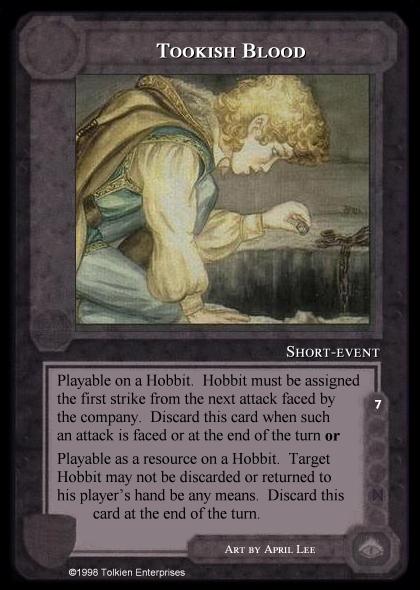 Tookish Blood
Short-event
Playable on a Hobbit. Hobbit must be assigned
the first strike from the next attack faced by
the company. Discard this card when such
an attack is faced or at the end of the turn or
7
Playable as a resource on a Hobbit. Target
Hobbit may not be discarded or returned to
his player's hand be any means. Discard this
card at the end of the turn.
Art by April Lee
©1998 Tolkien Enterprises